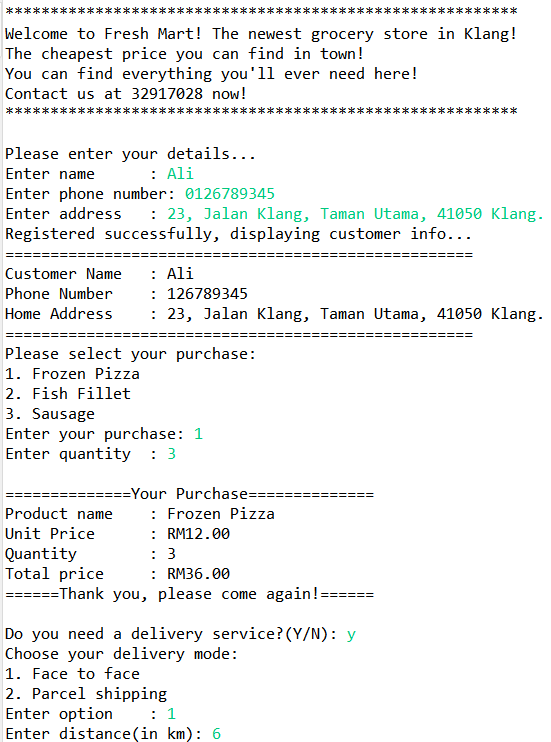 *********************************************************
Welcome to Fresh Mart! The newest grocery store in Klang!
The cheapest price you can find in town!
You can find everything you'll ever need here!
Contact us at 32917028 now!
*********************************************************
Please enter your details...
Enter name      : Ali
Enter phone number: 0126789345
Enter address   : 23, Jalan Klang, Taman Utama, 41050 Klang.
Registered successfully, displaying customer info...
====================================================
Customer Name   : Ali
Phone Number    : 126789345
Home Address    : 23, Jalan Klang, Taman Utama, 41050 Klang.
====================================================
Please select your purchase:
1. Frozen Pizza
2. Fish Fillet
3. Sausage
Enter your purchase: 1
Enter quantity  : 3
==============Your Purchase==============
Product name    : Frozen Pizza
Unit Price      : RM12.00
Quantity        : 3
Total price     : RM36.00
======Thank you, please come again!======
Do you need a delivery service?(Y/N): y
Choose your delivery mode:
1. Face to face
2. Parcel shipping
Enter option    : 1
Enter distance(in km): 6